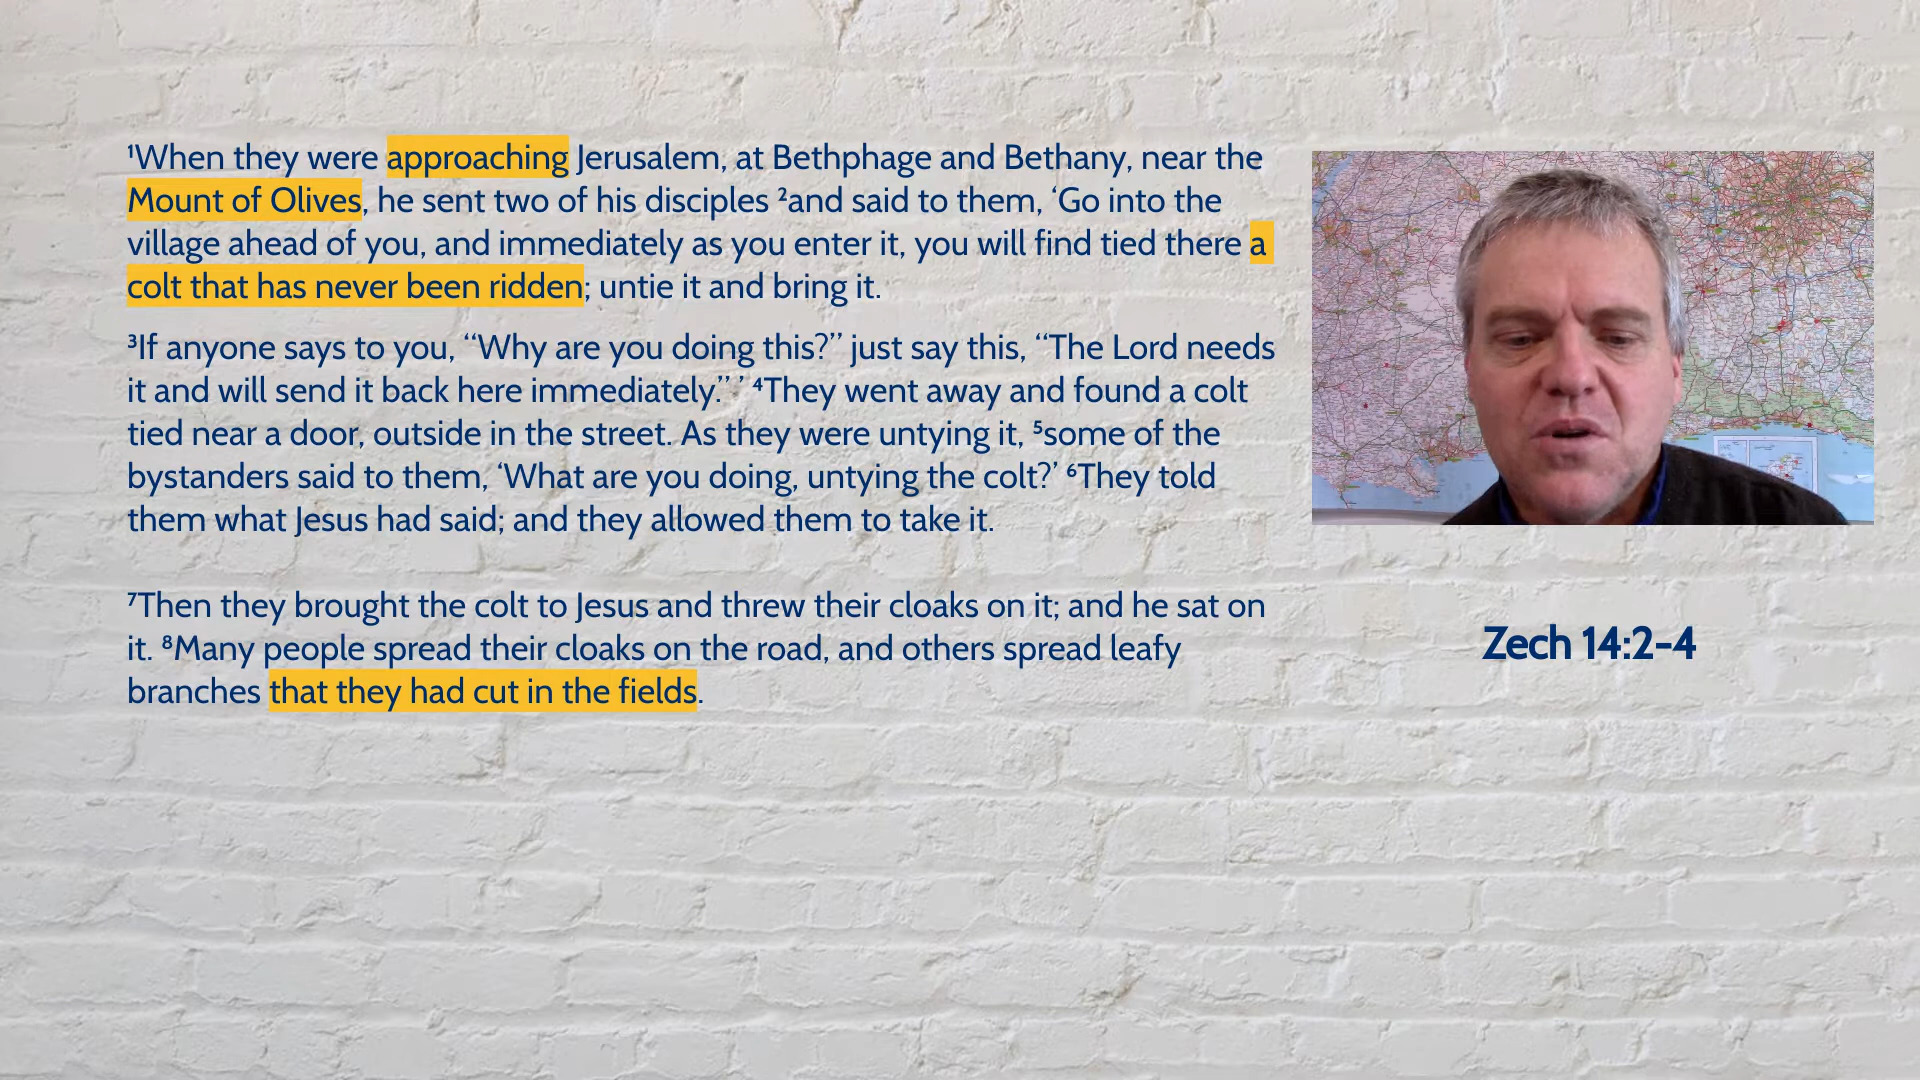 ¹When they were approaching Jerusalem, at Bethphage and Bethany, near the
Mount of Olives, he sent two of his disciples ²and said to them, ‘Go into the
village ahead of you, and immediately as you enter it, you will find tied there a
colt that has never been ridden; untie it and bring it.
³If anyone says to you, “Why are you doing this?” just say this, “The Lord needs
it and will send it back here immediately.” ’ ⁴They went away and found a colt
tied near a door, outside in the street. As they were untying it, ⁵some of the
bystanders said to them, ‘What are you doing, untying the colt?’ ⁶They told
them what Jesus had said; and they allowed them to take it.
⁷Then they brought the colt to Jesus and threw their cloaks on it; and he sat on
it. ⁸Many people spread their cloaks on the road, and others spread leafy
branches that they had cut in the fields.
Zech 14:2-4